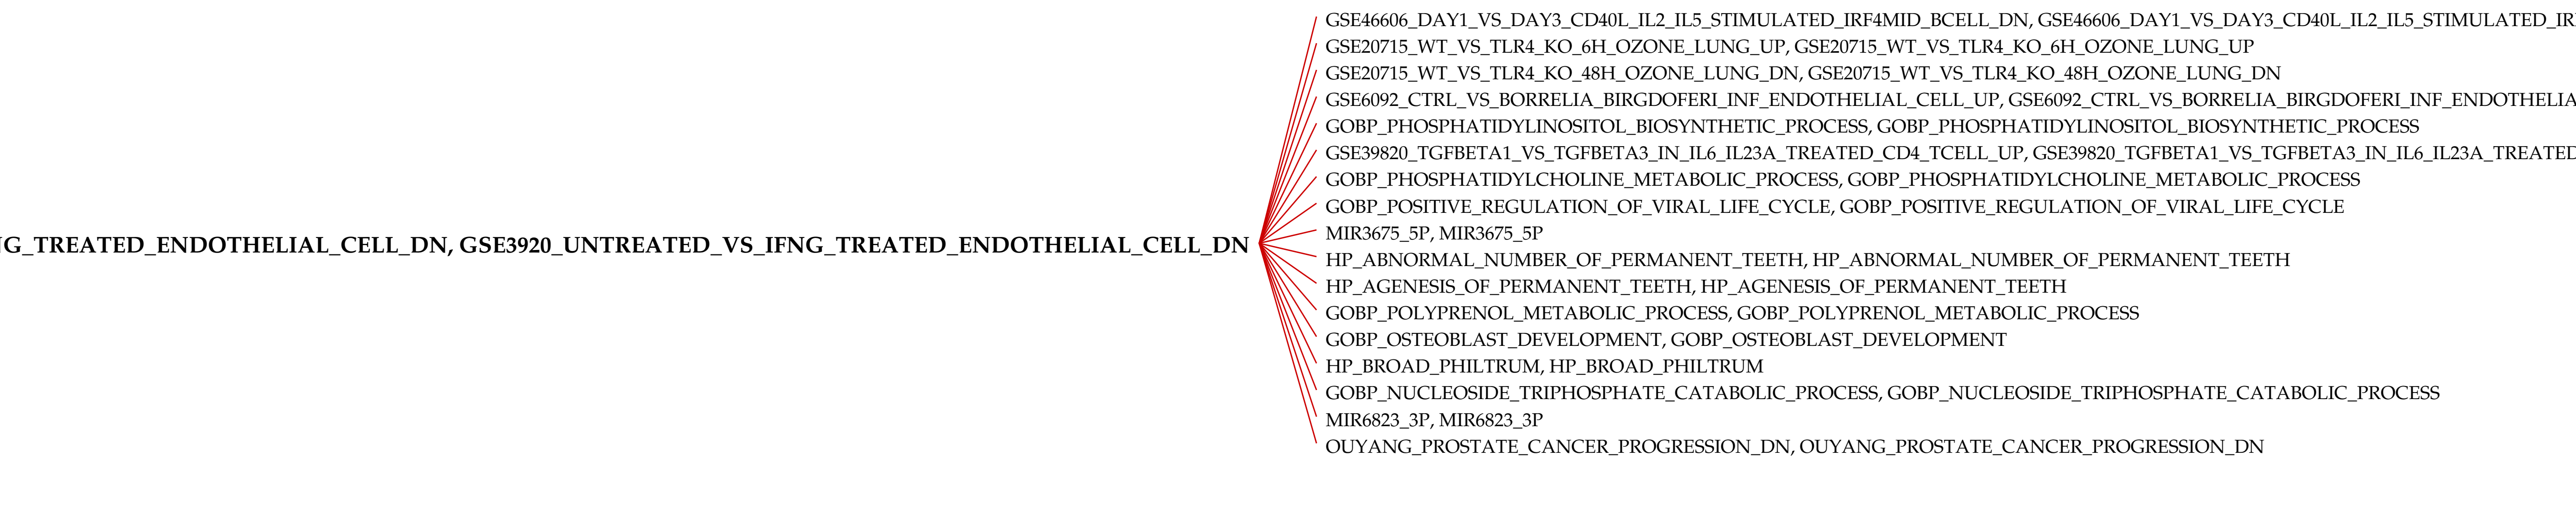 GSE46606_DAY1_VS_DAY3_CD40L_IL2_IL5_STIMULATED_IRF4MID_BCELL_DN, GSE46606_DAY1_VS_DAY3_CD40L_IL2_IL5_STIMULATED_IR
GSE20715_WT_VS_TLR4_KO_6H_OZONE_LUNG_UP, GSE20715_WT_VS_TLR4_KO_6H_OZONE_LUNG_UP
GSE20715_WT_VS_TLR4_KO_48H_OZONE_LUNG_DN, GSE20715_WT_VS_TLR4_KO_48H_OZONE_LUNG_DN
GSE6092_CTRL_VS_BORRELIA_BIRGDOFERI_INF_ENDOTHELIAL_CELL_UP, GSE6092_CTRL_VS_BORRELIA_BIRGDOFERI_INF_ENDOTHELIA
GOBP_PHOSPHATIDYLINOSITOL_BIOSYNTHETIC_PROCESS, GOBP_PHOSPHATIDYLINOSITOL_BIOSYNTHETIC_PROCESS
GSE39820_TGFBETA1_VS_TGFBETA3_IN_IL6_IL23A_TREATED_CD4_TCELL_UP, GSE39820_TGFBETA1_VS_TGFBETA3_IN_IL6_IL23A_TREATED
GOBP_PHOSPHATIDYLCHOLINE_METABOLIC_PROCESS, GOBP_PHOSPHATIDYLCHOLINE_METABOLIC_PROCESS
GOBP_POSITIVE_REGULATION_OF_VIRAL_LIFE_CYCLE, GOBP_POSITIVE_REGULATION_OF_VIRAL_LIFE_CYCLE
MIR3675_5P, MIR3675_5P
G_TREATED_ENDOTHELIAL_CELL_DN, GSE3920_UNTREATED_VS_IFNG_TREATED_ENDOTHELIAL_CELL_DN
HP_ABNORMAL_NUMBER_OF_PERMANENT_TEETH, HP_ABNORMAL_NUMBER_OF_PERMANENT_TEETH
HP_AGENESIS_OF_PERMANENT_TEETH, HP_AGENESIS_OF_PERMANENT_TEETH
GOBP_POLYPRENOL_METABOLIC_PROCESS, GOBP_POLYPRENOL_METABOLIC_PROCESS
GOBP_OSTEOBLAST_DEVELOPMENT, GOBP_OSTEOBLAST_DEVELOPMENT
HP_BROAD_PHILTRUM, HP_BROAD_PHILTRUM
GOBP_NUCLEOSIDE_TRIPHOSPHATE_CATABOLIC_PROCESS, GOBP_NUCLEOSIDE_TRIPHOSPHATE_CATABOLIC_PROCESS
MIR6823_3P, MIR6823_3P
OUYANG_PROSTATE_CANCER_PROGRESSION_DN, OUYANG_PROSTATE_CANCER_PROGRESSION_DN